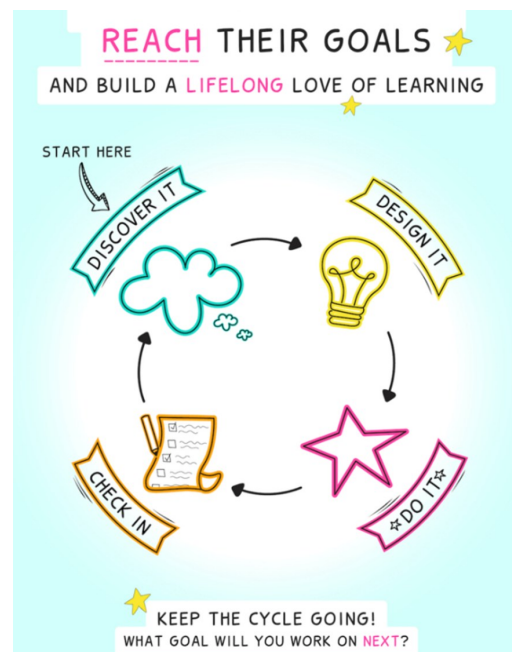 REACH THEIR GOALS
AND BUILD A LIFELONG LOVE OF LEARNING
START HERE
DISCOVER IT
DESIGN IT
DO IT
CHECK IN
KEEP THE CYCLE GOING!
WHAT GOAL WILL YOU WORK ON NEXT?